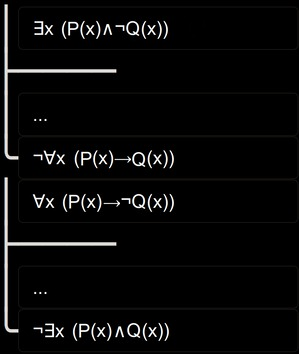 ∃x (P(x)∧¬Q(x))
...
¬∀x (P(x)→Q(x))
∀x (P(x)→¬Q(x))
...
¬∃x (P(x)∧Q(x))